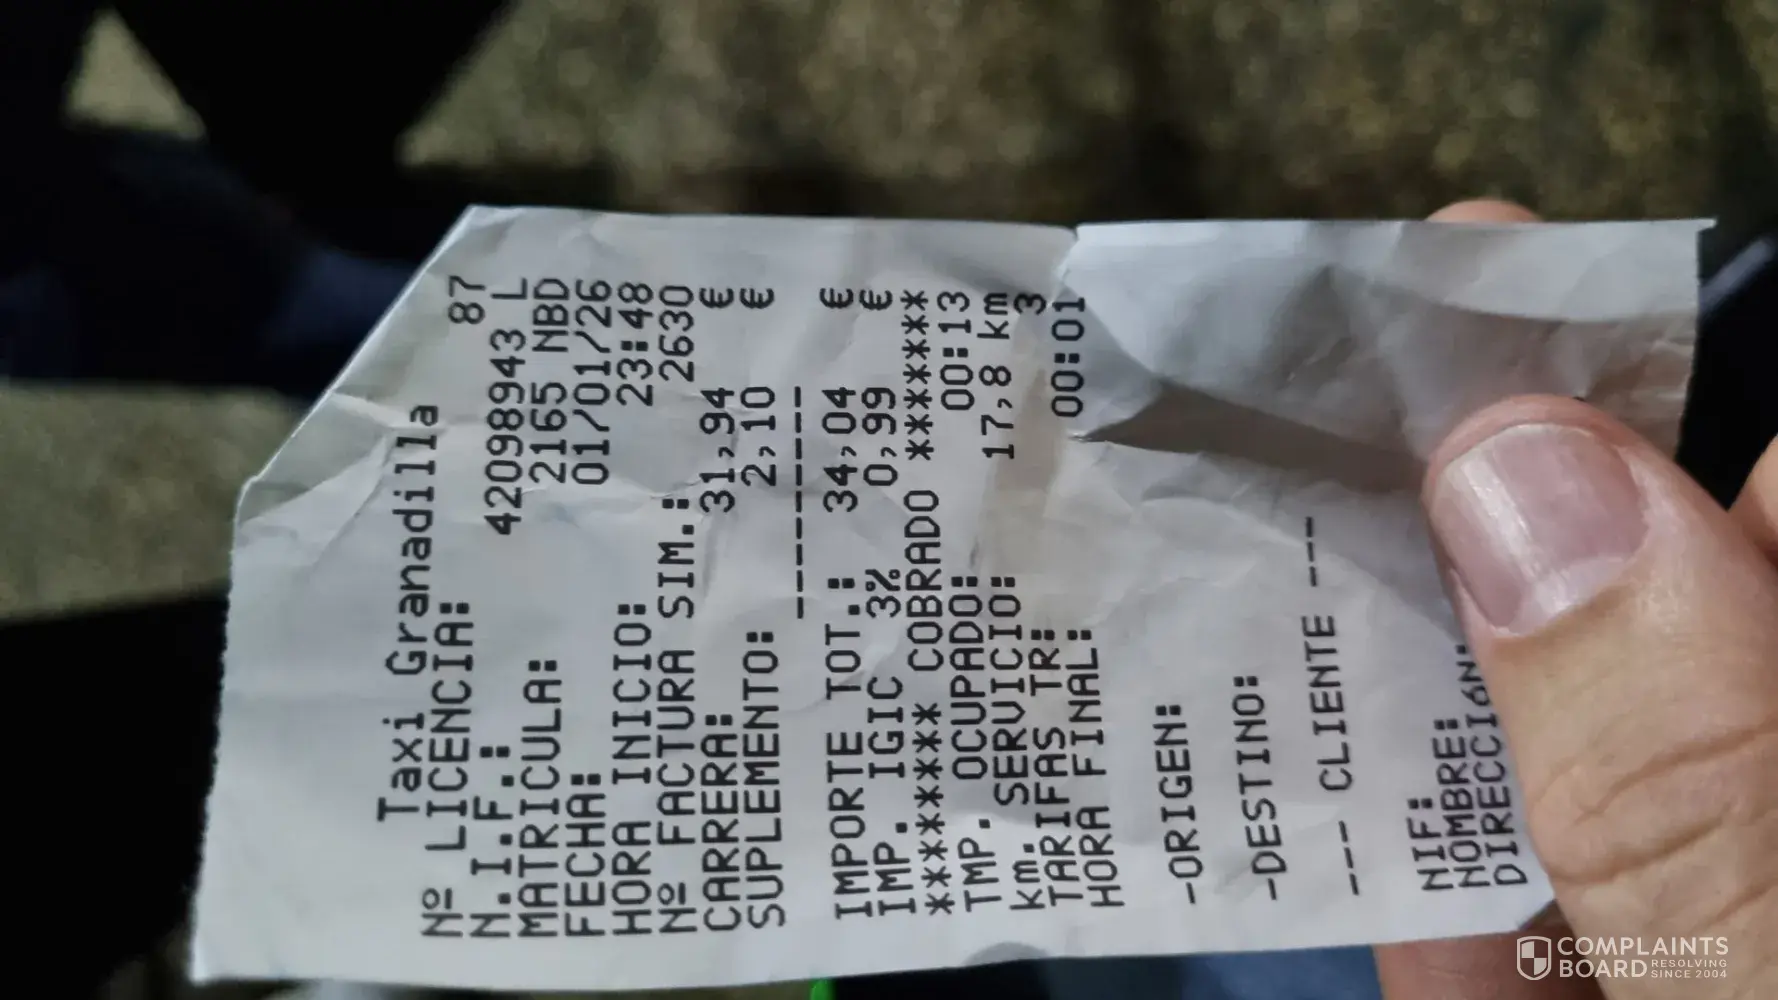 Taxi Granadilla
Nº LICENCIA: 87
N.I.F.: 42098943 L
MATRICULA: 2165 NBD
FECHA: 01/01/26
HORA INICIO: 23:48
Nº FACTURA SIM.: 2630
CARRERA: 31,94 €
SUPLEMENTO: 2,10 €
----------
IMPORTE TOT.: 34,04 €
IMP. IGIC 3% 0,99 €
********* COBRADO ********
TMP. OCUPADO: 00:13
km. SERVICIO: 17,8 km
TARIFAS TR: 3
HORA FINAL: 00:01
-ORIGEN:
-DESTINO:
--- CLIENTE ---
NIF:
NOMBRE:
DIRECCIÓN:
COMPLAINTS
BOARD RESOLVING
SINCE 2004